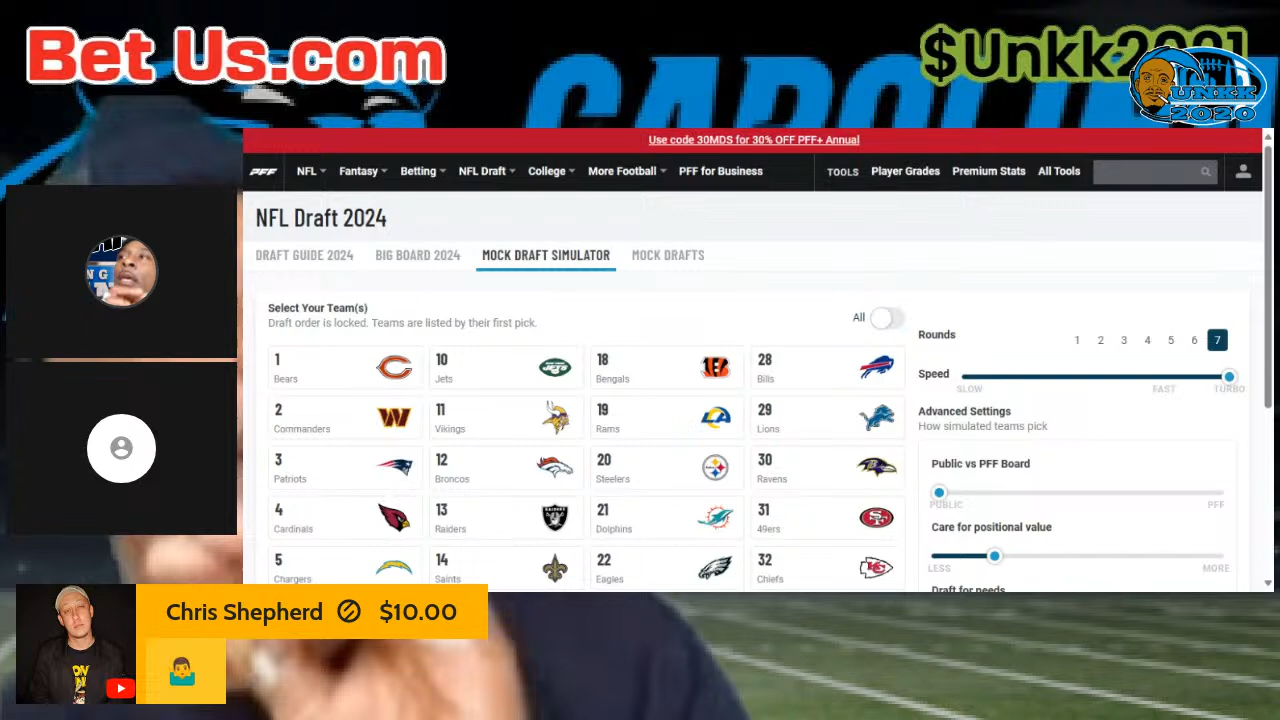 Bet Us.com
$Unkk2021
UNKK
2020
CAROLIN
Use code 30MDS for 30% OFF PFF+ Annual
PFF
NFL
Fantasy
Betting
NFL Draft
College
More Football
PFF for Business
TOOLS
Player Grades
Premium Stats
All Tools
NFL Draft 2024
DRAFT GUIDE 2024
BIG BOARD 2024
MOCK DRAFT SIMULATOR
MOCK DRAFTS
Select Your Team(s)
Draft order is locked. Teams are listed by their first pick.
All
1
Bears
10
Jets
18
Bengals
28
Bills
2
Commanders
11
Vikings
19
Rams
29
Lions
3
Patriots
12
Broncos
20
Steelers
30
Ravens
4
Cardinals
13
Raiders
21
Dolphins
31
49ers
5
Chargers
14
Saints
22
Eagles
32
Chiefs
Rounds
1 2 3 4 5 6 7
Speed
SLOW
FAST
TURBO
Advanced Settings
How simulated teams pick
Public vs PFF Board
PUBLIC
PFF
Care for positional value
LESS
MORE
Draft for needs
Chris Shepherd
$10.00